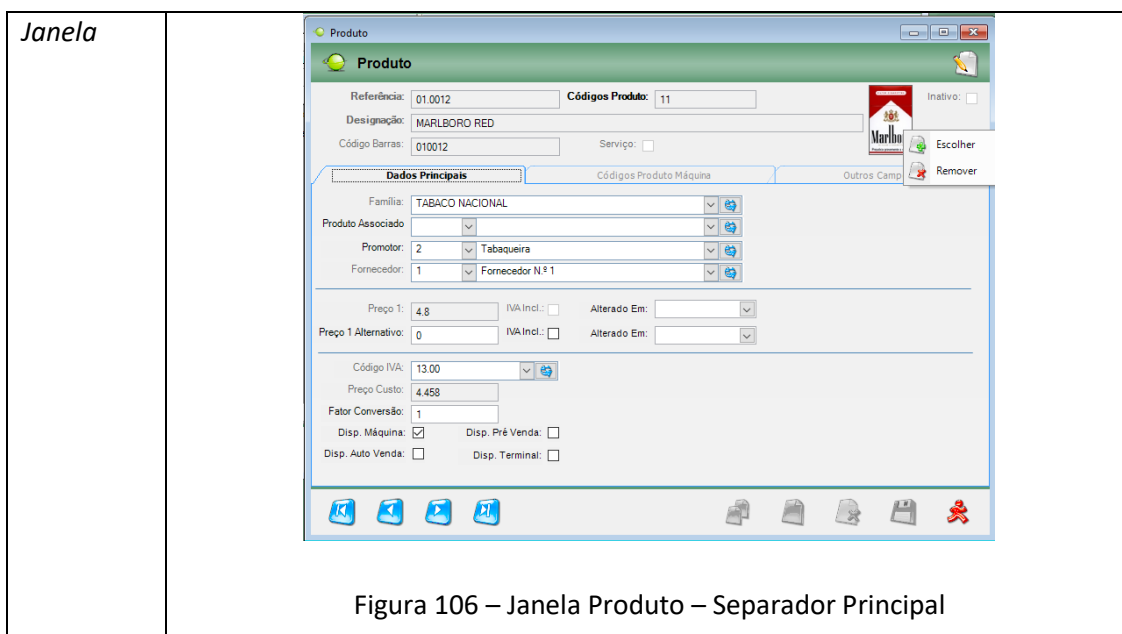 Janela
Produto
Produto
Referência: 01.0012 Códigos Produto: 11 Inativo:
Designação: MARLBORO RED
Código Barras: 010012 Serviço:
Marlbo
Escolher
Remover
Dados Principais Códigos Produto Máquina Outros Camp
Família: TABACO NACIONAL
Produto Associado
Promotor: 2 Tabaqueira
Fornecedor: 1 Fornecedor N.º 1
Preço 1: 4.8 IVA Incl.: Alterado Em:
Preço 1 Alternativo: 0 IVA Incl.: Alterado Em:
Código IVA: 13.00
Preço Custo: 4.458
Fator Conversão: 1
Disp. Máquina: Disp. Pré Venda:
Disp. Auto Venda: Disp. Terminal:
Figura 106 – Janela Produto – Separador Principal